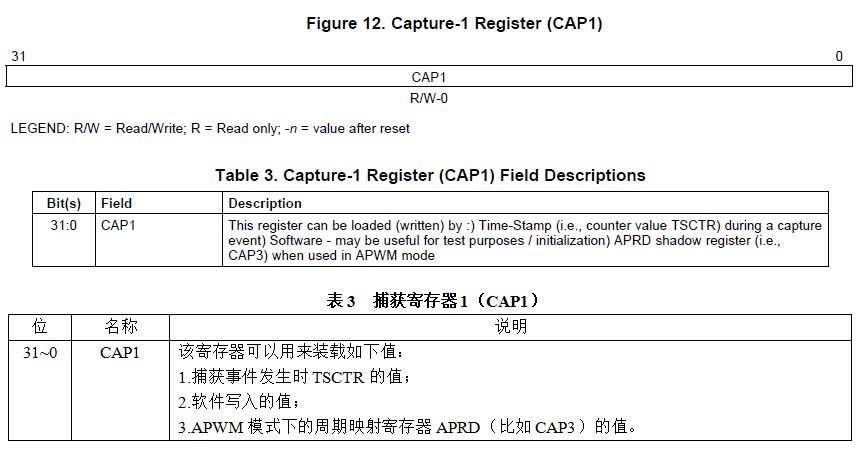 Figure 12. Capture-1 Register (CAP1)
31 0
CAP1
R/W-0
LEGEND: R/W = Read/Write; R = Read only; -n = value after reset
Table 3. Capture-1 Register (CAP1) Field Descriptions
Bit(s) Field Description
31:0 CAP1 This register can be loaded (written) by :) Time-Stamp (i.e., counter value TSCTR) during a capture
event) Software - may be useful for test purposes / initialization) APRD shadow register (i.e.,
CAP3) when used in APWM mode
表 3 捕获寄存器 1（CAP1）
位 名称 说明
31~0 CAP1 该寄存器可以用来装载如下值：
1.捕获事件发生时 TSCTR 的值；
2.软件写入的值；
3.APWM 模式下的周期映射寄存器 APRD（比如 CAP3）的值。